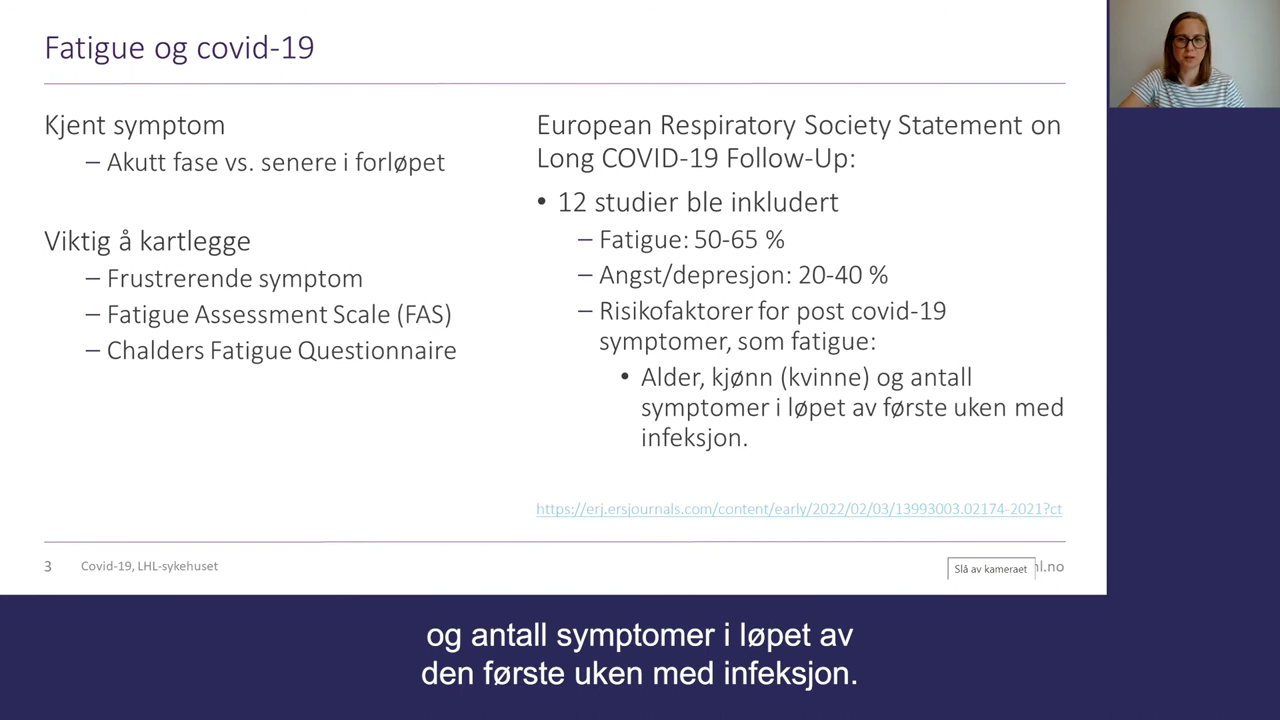 Fatigue og covid-19
Kjent symptom
– Akutt fase vs. senere i forløpet
Viktig å kartlegge
– Frustrerende symptom
– Fatigue Assessment Scale (FAS)
– Chalders Fatigue Questionnaire
European Respiratory Society Statement on
Long COVID-19 Follow-Up:
• 12 studier ble inkludert
– Fatigue: 50-65 %
– Angst/depresjon: 20-40 %
– Risikofaktorer for post covid-19
symptomer, som fatigue:
• Alder, kjønn (kvinne) og antall
symptomer i løpet av første uken med
infeksjon.
https://erj.ersjournals.com/content/early/2022/02/03/13993003.02174-2021?ct
3 Covid-19, LHL-sykehuset
Slå av kameraet
hl.no
og antall symptomer i løpet av
den første uken med infeksjon.